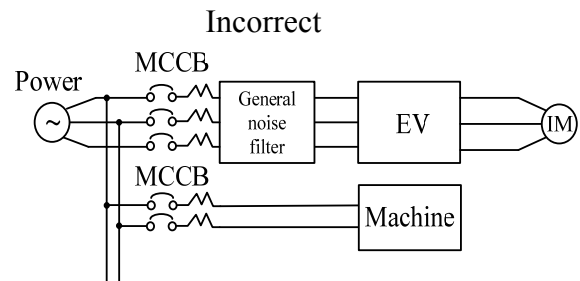 Incorrect
MCCB
Power
~
General
noise
filter
EV
IM
MCCB
Machine